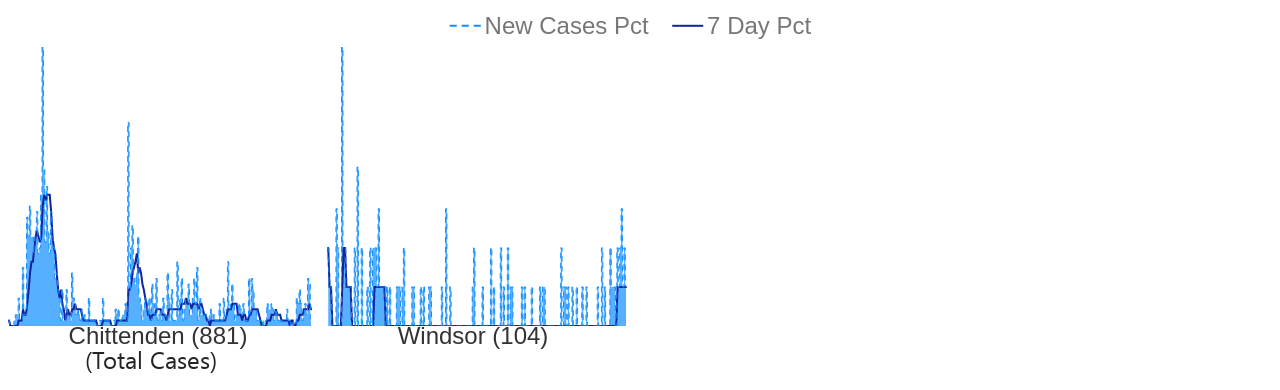 New Cases Pct 7 Day Pct
Chittenden (881) Windsor (104)
(Total Cases)